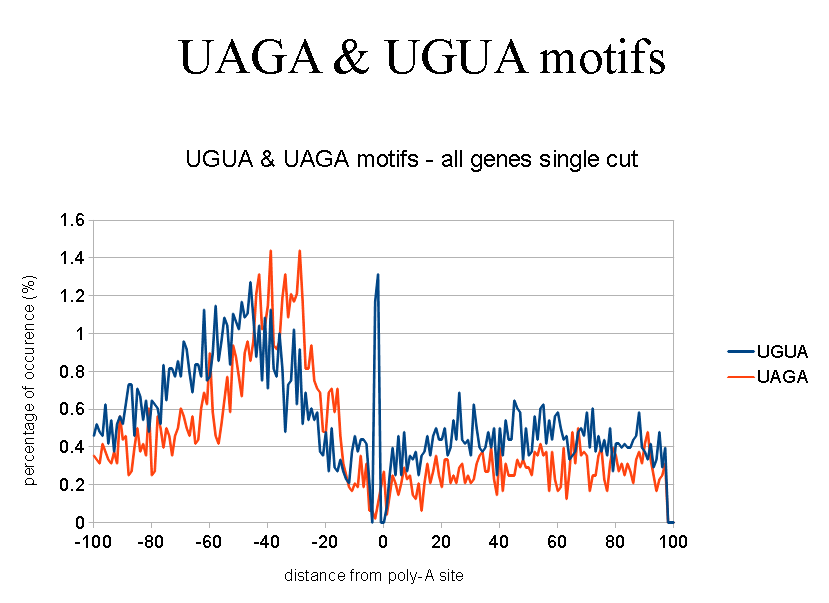 UAGA & UGUA motifs
UGUA & UAGA motifs - all genes single cut
percentage of occurence (%)
1.6
1.4
1.2
1
0.8
0.6
0.4
0.2
0
-100 -80 -60 -40 -20 0 20 40 60 80 100
distance from poly-A site
UGUA
UAGA